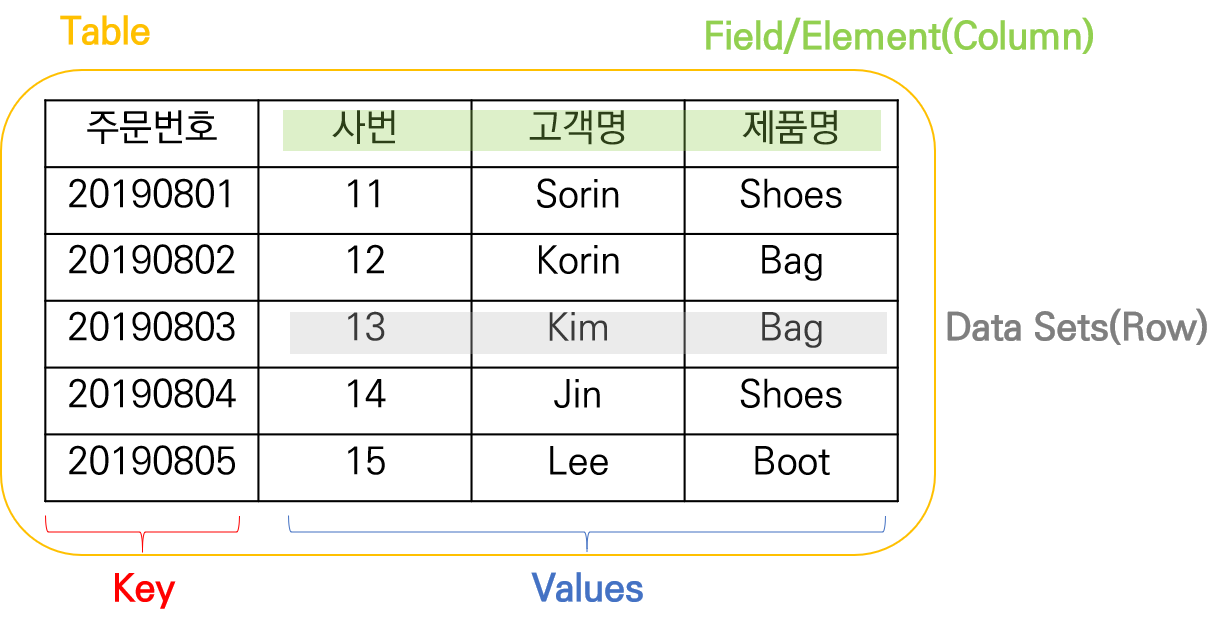 Table
Field/Element(Column)
주문번호 사번 고객명 제품명
20190801 11 Sorin Shoes
20190802 12 Korin Bag
20190803 13 Kim Bag
Data Sets(Row)
20190804 14 Jin Shoes
20190805 15 Lee Boot
Key Values